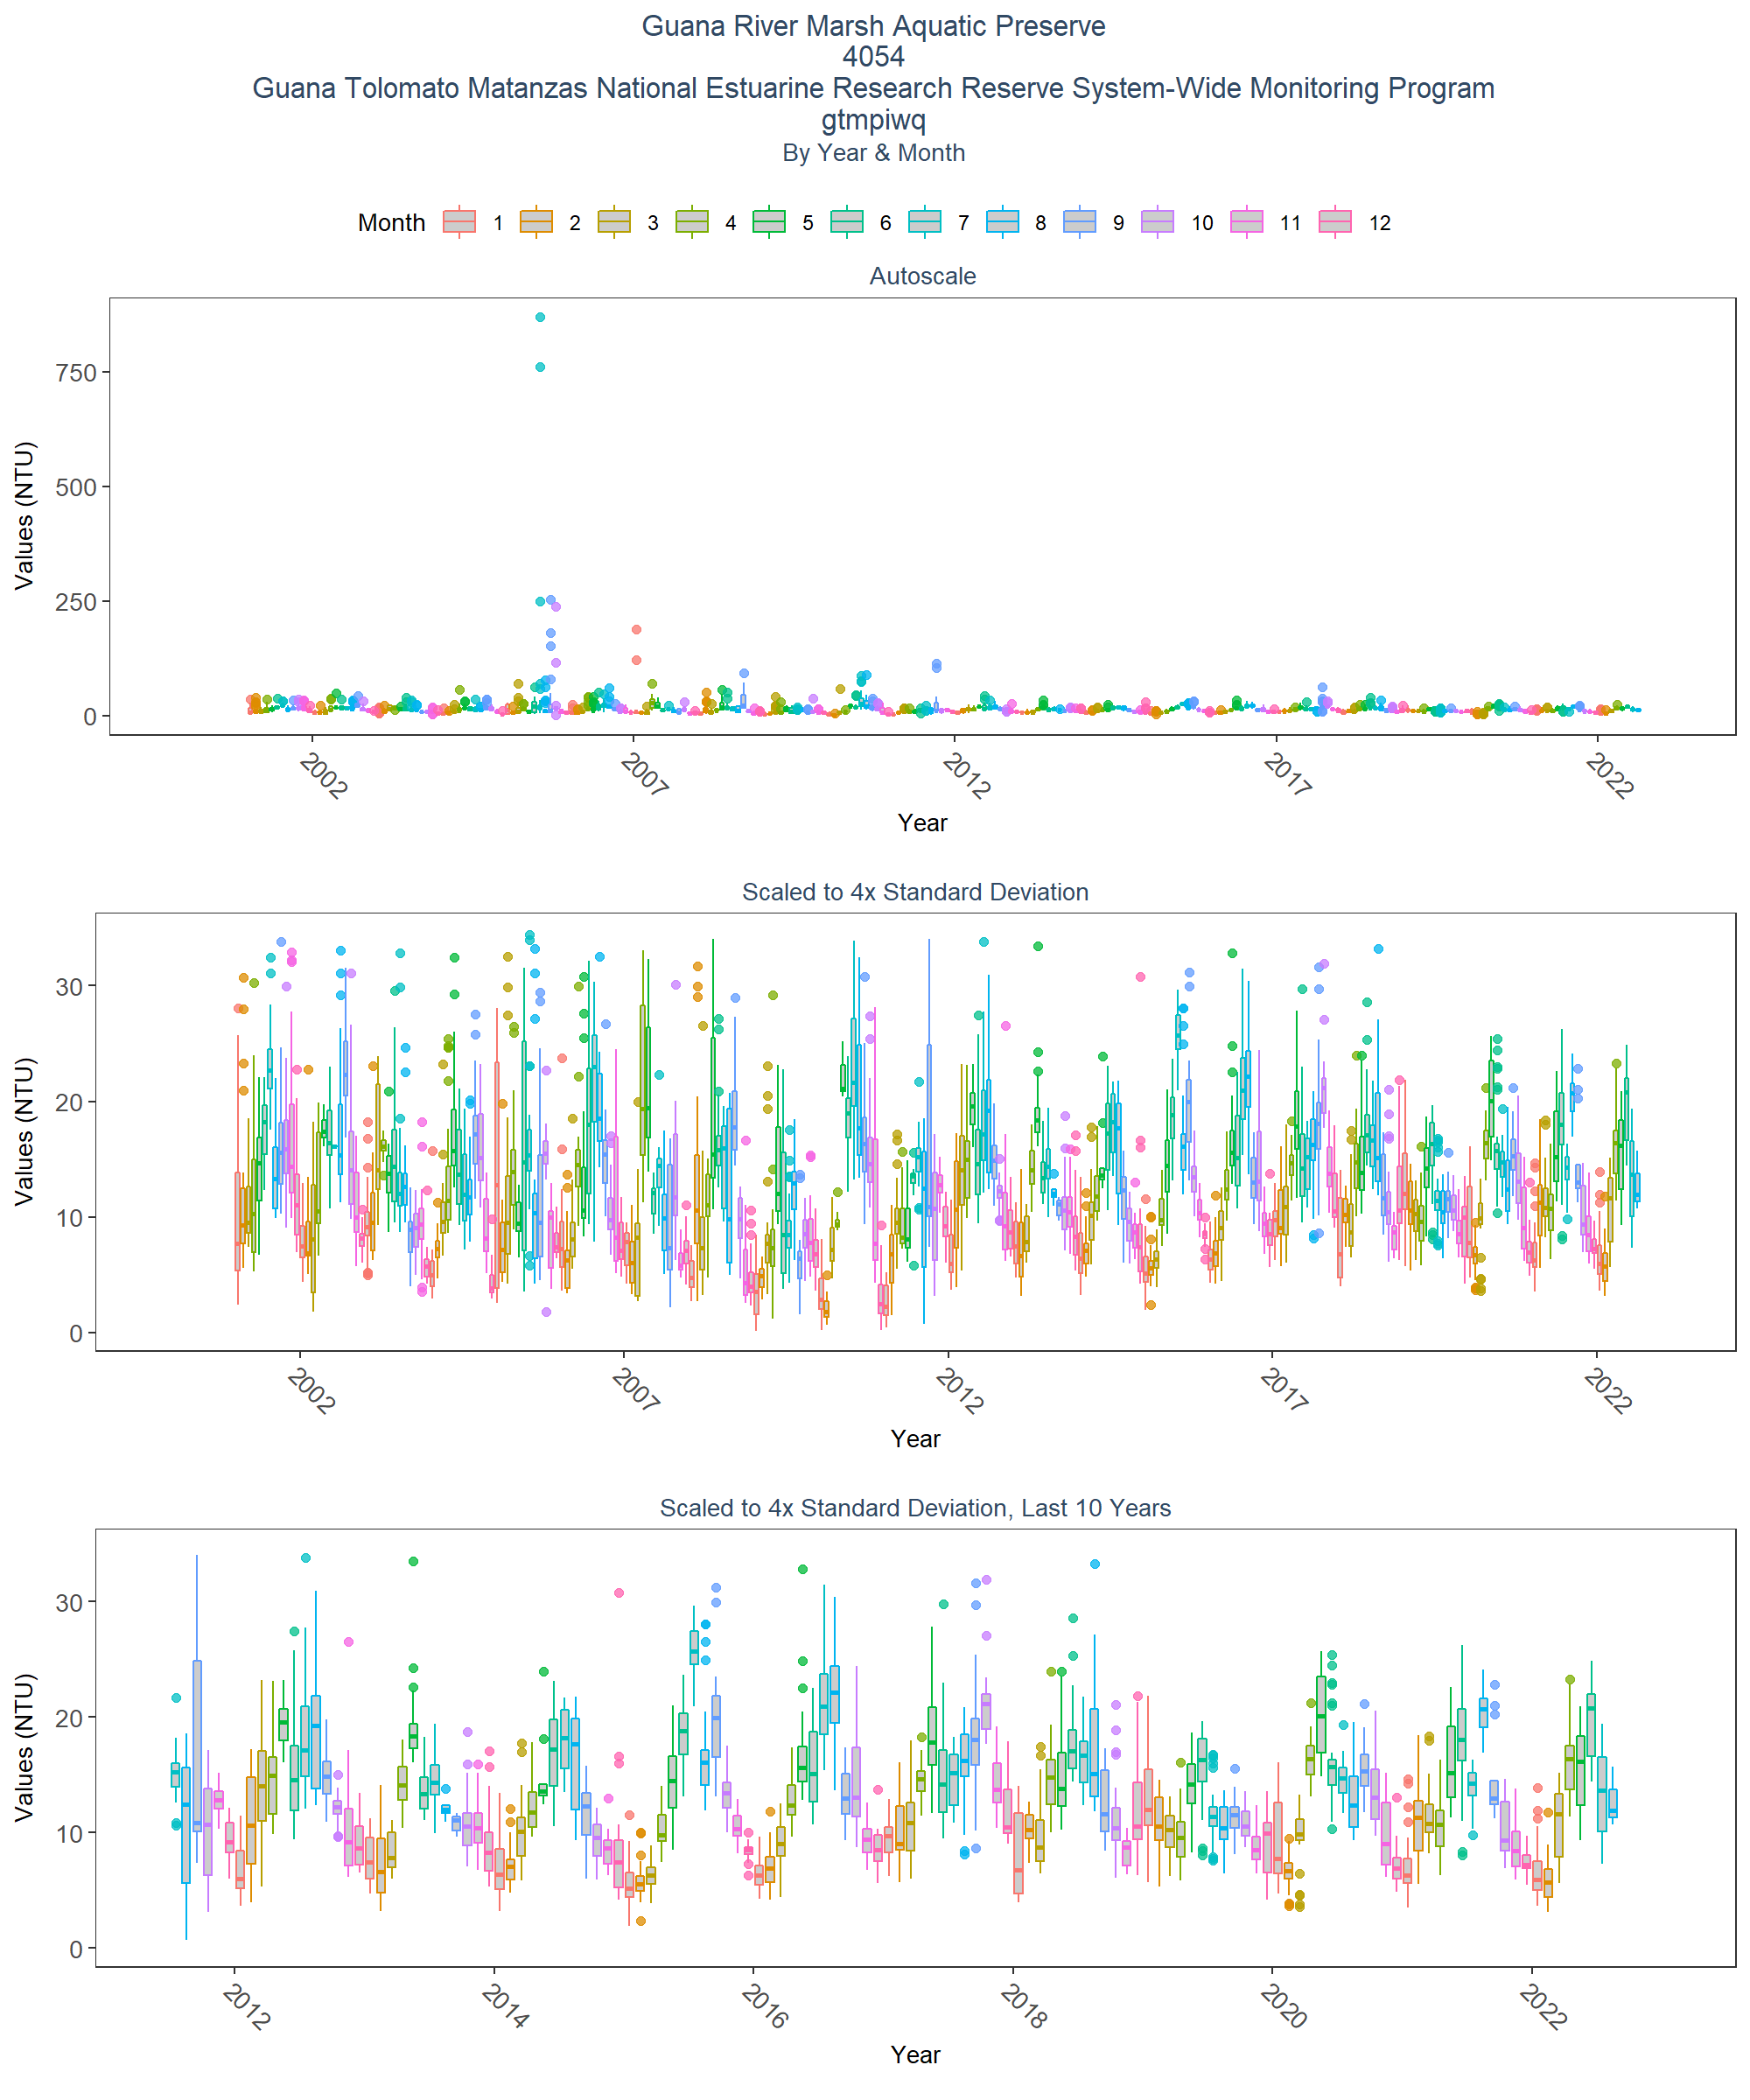 Guana River Marsh Aquatic Preserve
4054
Guana Tolomato Matanzas National Estuarine Research Reserve System-Wide Monitoring Program
gtmpiwq
By Year & Month
Month 1 2 3 4 5 6 7 8 9 10 11 12
Autoscale
Values (NTU)
750
500
250
0
2002 2007 2012 2017 2022
Year
Scaled to 4x Standard Deviation
Values (NTU)
30
20
10
0
2002 2007 2012 2017 2022
Year
Scaled to 4x Standard Deviation, Last 10 Years
Values (NTU)
30
20
10
0
2012 2014 2016 2018 2020 2022
Year